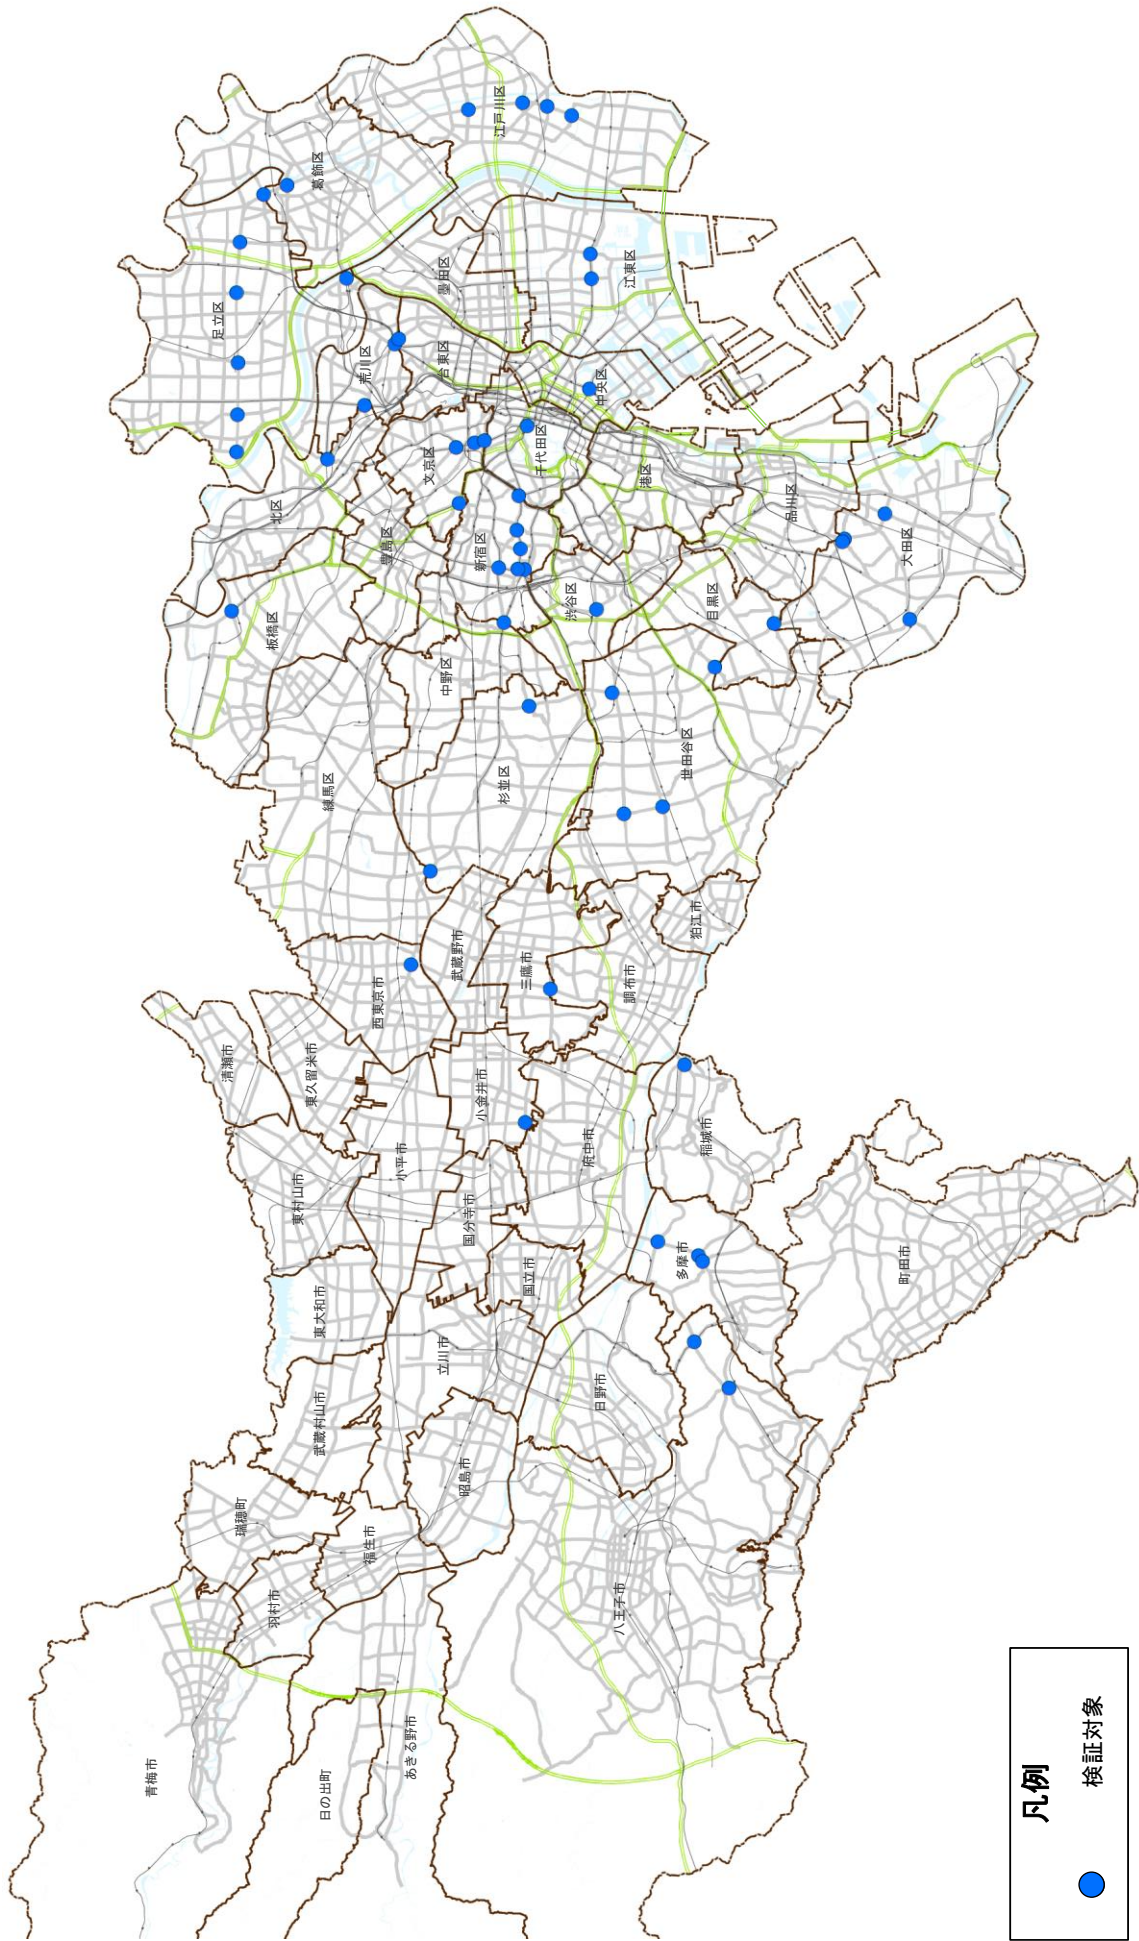 青梅市
瑞穂町
羽村市
日の出町
福生市
あきる野市
武蔵村山市
東大和市
東村山市
清瀬市
東久留米市
昭島市
立川市
小平市
国分寺市
小金井市
西東京市
武蔵野市
三鷹市
八王子市
日野市
国立市
府中市
調布市
狛江市
多摩市
稲城市
町田市
練馬区
板橋区
北区
足立区
葛飾区
豊島区
荒川区
中野区
杉並区
新宿区
文京区
台東区
墨田区
江戸川区
千代田区
渋谷区
中央区
江東区
世田谷区
目黒区
港区
品川区
大田区
凡例
検証対象